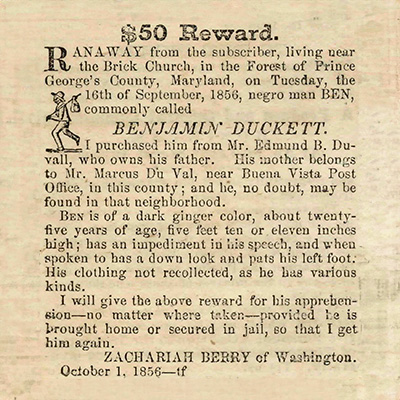 $50 Reward.
RANAWAY from the subscriber, living near
the Brick Church, in the Forest of Prince
George's County, Maryland, on Tuesday, the
16th of September, 1856, negro man BEN,
commonly called
BENJAMIN DUCKETT.
I purchased him from Mr. Edmund B. Du-
vall, who owns his father. His mother belongs
to Mr. Marcus Du Val, near Buena Vista Post
Office, in this county; and he, no doubt, may be
found in that neighborhood.
BEN is of a dark ginger color, about twenty-
five years of age, five feet ten or eleven inches
high; has an impediment in his speech, and when
spoken to has a down look and pats his left foot.
His clothing not recollected, as he has various
kinds.
I will give the above reward for his apprehen-
sion—no matter where taken—provided he is
brought home or secured in jail, so that I get
him again.
ZACHARIAH BERRY of Washington.
October 1, 1856—tf